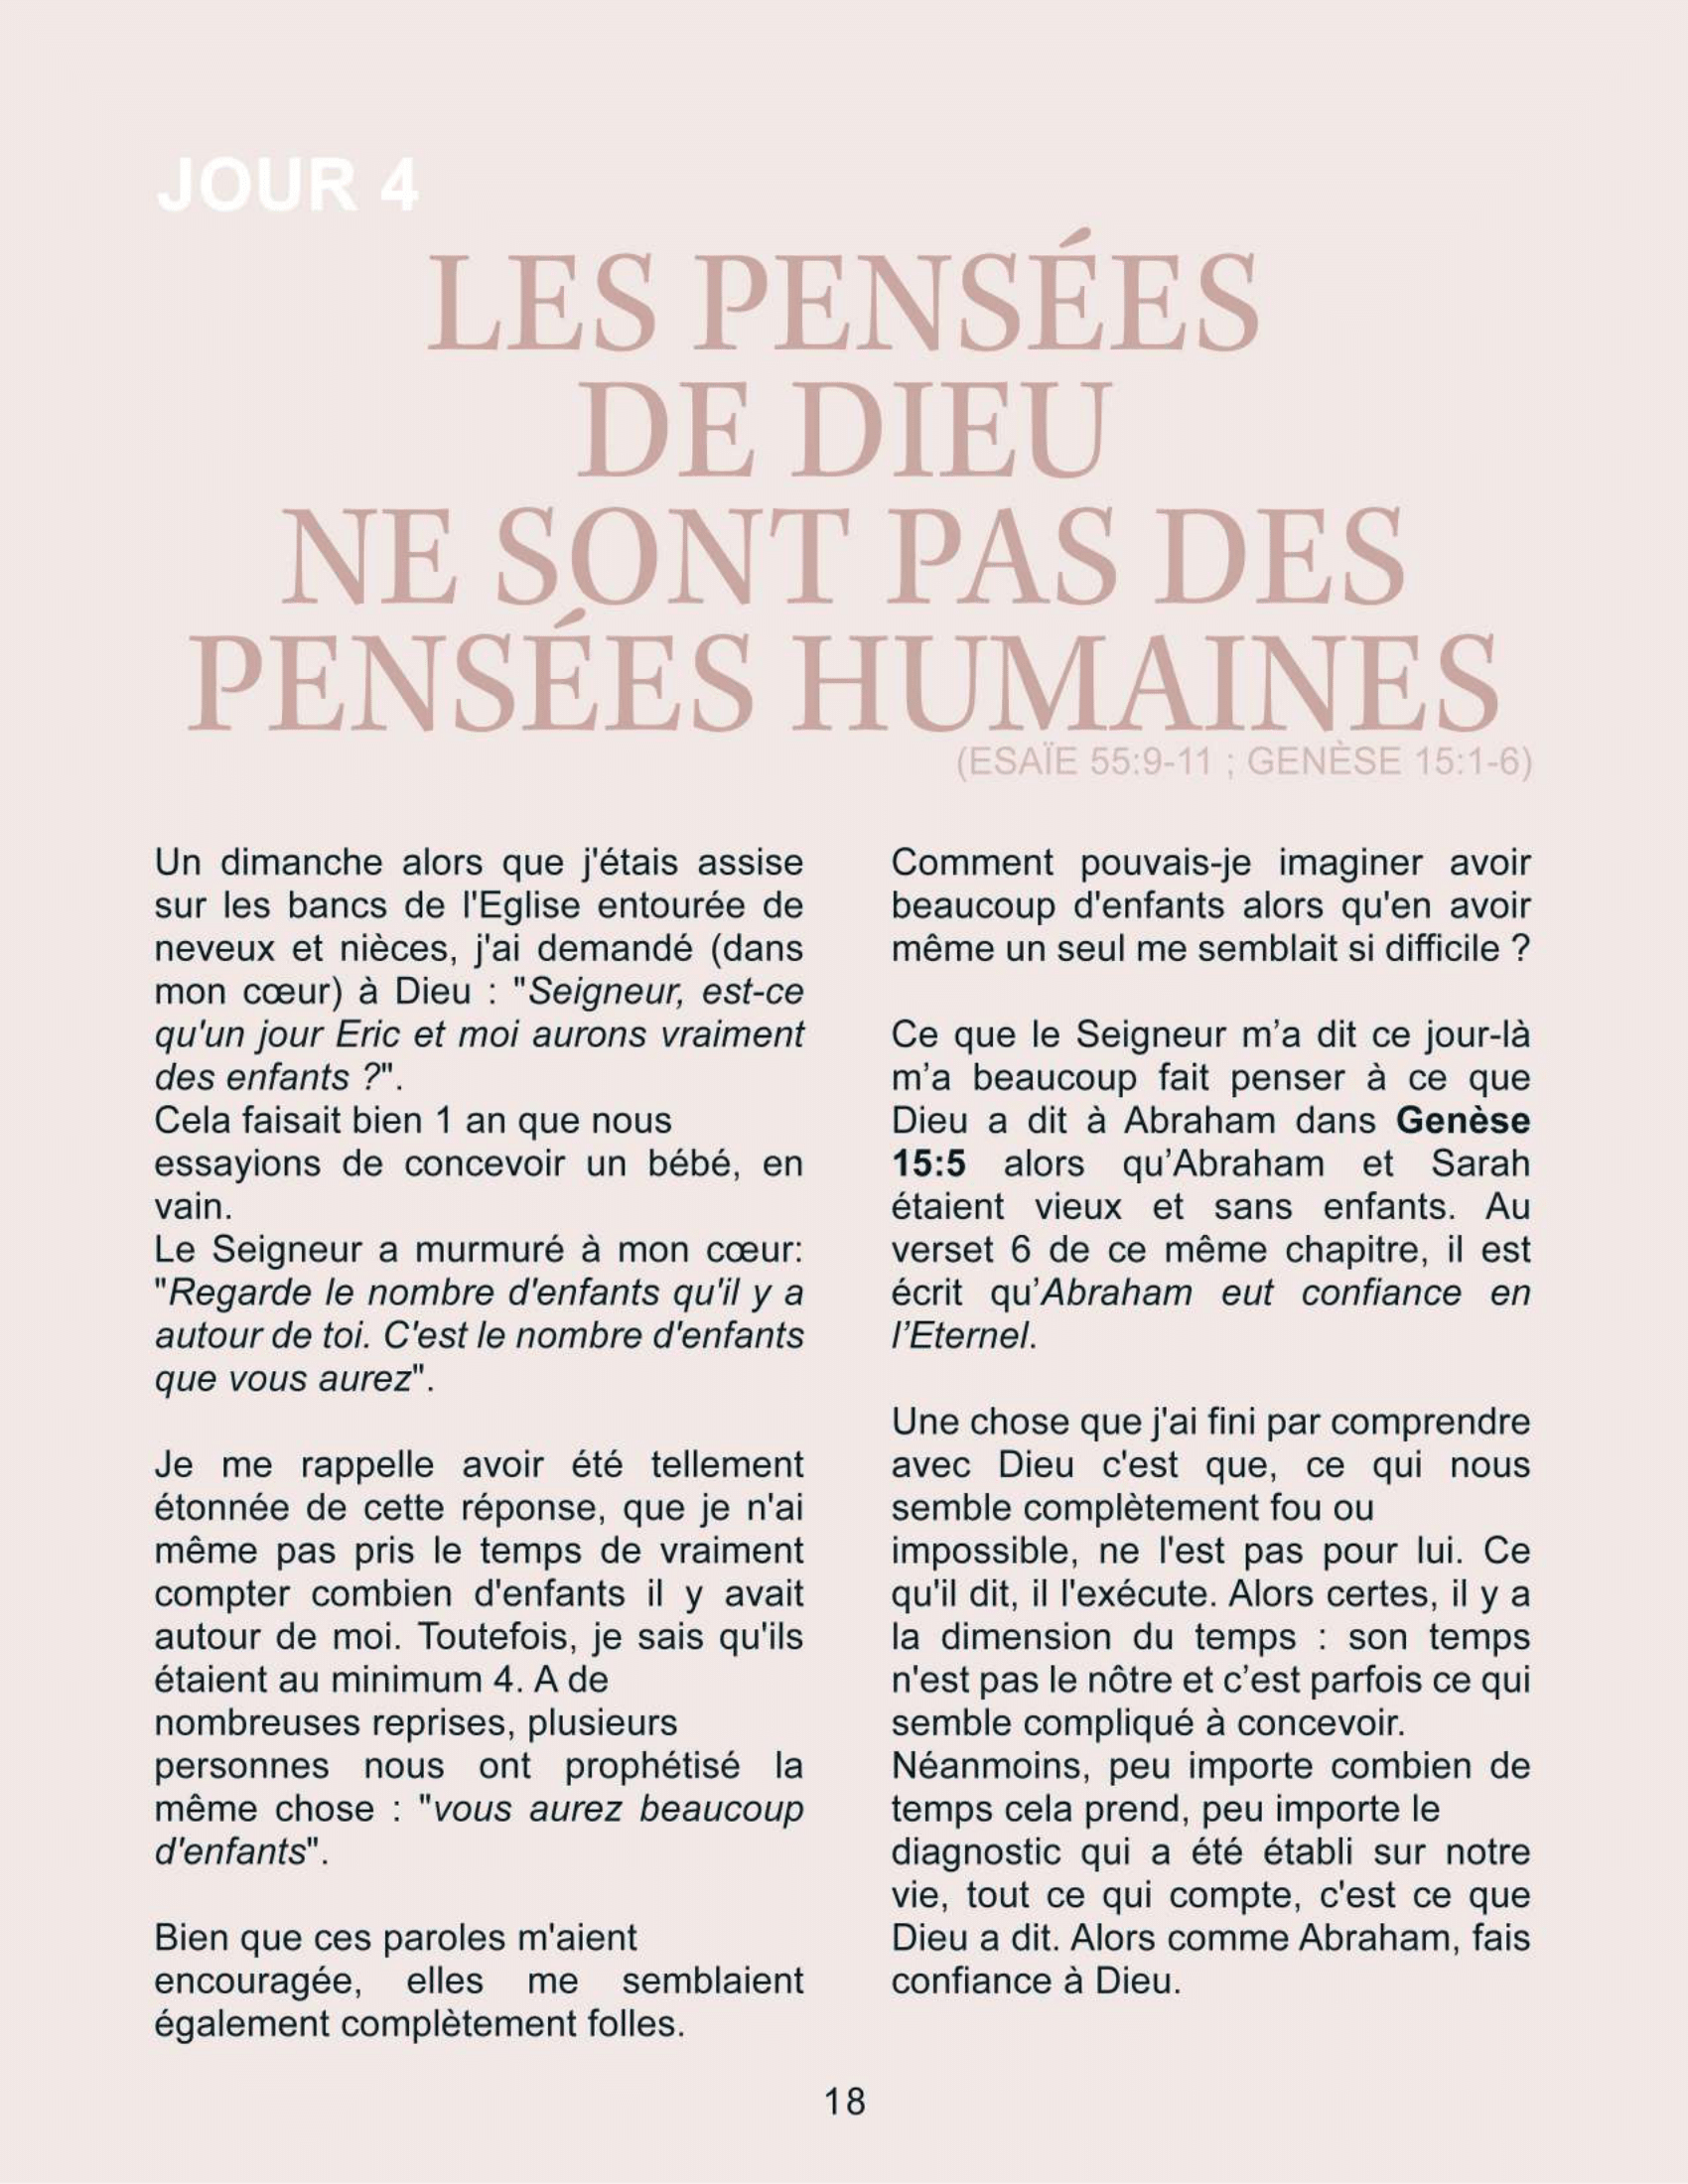 JOUR 4
LES PENSÉES
DE DIEU
NE SONT PAS DES
PENSÉES HUMAINES
(ESAÏE 55:9-11 ; GENÈSE 15:1-6)
Un dimanche alors que j'étais assise
sur les bancs de l'Eglise entourée de
neveux et nièces, j'ai demandé (dans
mon cœur) à Dieu : "Seigneur, est-ce
qu'un jour Eric et moi aurons vraiment
des enfants ?".
Cela faisait bien 1 an que nous
essayions de concevoir un bébé, en
vain.
Le Seigneur a murmuré à mon cœur:
"Regarde le nombre d'enfants qu'il y a
autour de toi. C'est le nombre d'enfants
que vous aurez".
Je me rappelle avoir été tellement
étonnée de cette réponse, que je n'ai
même pas pris le temps de vraiment
compter combien d'enfants il y avait
autour de moi. Toutefois, je sais qu'ils
étaient au minimum 4. A de
nombreuses reprises, plusieurs
personnes nous ont prophétisé la
même chose : "vous aurez beaucoup
d'enfants".
Bien que ces paroles m'aient
encouragée, elles me semblaient
également complètement folles.
Comment pouvais-je imaginer avoir
beaucoup d'enfants alors qu'en avoir
même un seul me semblait si difficile ?
Ce que le Seigneur m’a dit ce jour-là
m’a beaucoup fait penser à ce que
Dieu a dit à Abraham dans Genèse
15:5 alors qu’Abraham et Sarah
étaient vieux et sans enfants. Au
verset 6 de ce même chapitre, il est
écrit qu’Abraham eut confiance en
l’Eternel.
Une chose que j'ai fini par comprendre
avec Dieu c'est que, ce qui nous
semble complètement fou ou
impossible, ne l'est pas pour lui. Ce
qu'il dit, il l'exécute. Alors certes, il y a
la dimension du temps : son temps
n'est pas le nôtre et c’est parfois ce qui
semble compliqué à concevoir.
Néanmoins, peu importe combien de
temps cela prend, peu importe le
diagnostic qui a été établi sur notre
vie, tout ce qui compte, c'est ce que
Dieu a dit. Alors comme Abraham, fais
confiance à Dieu.
18